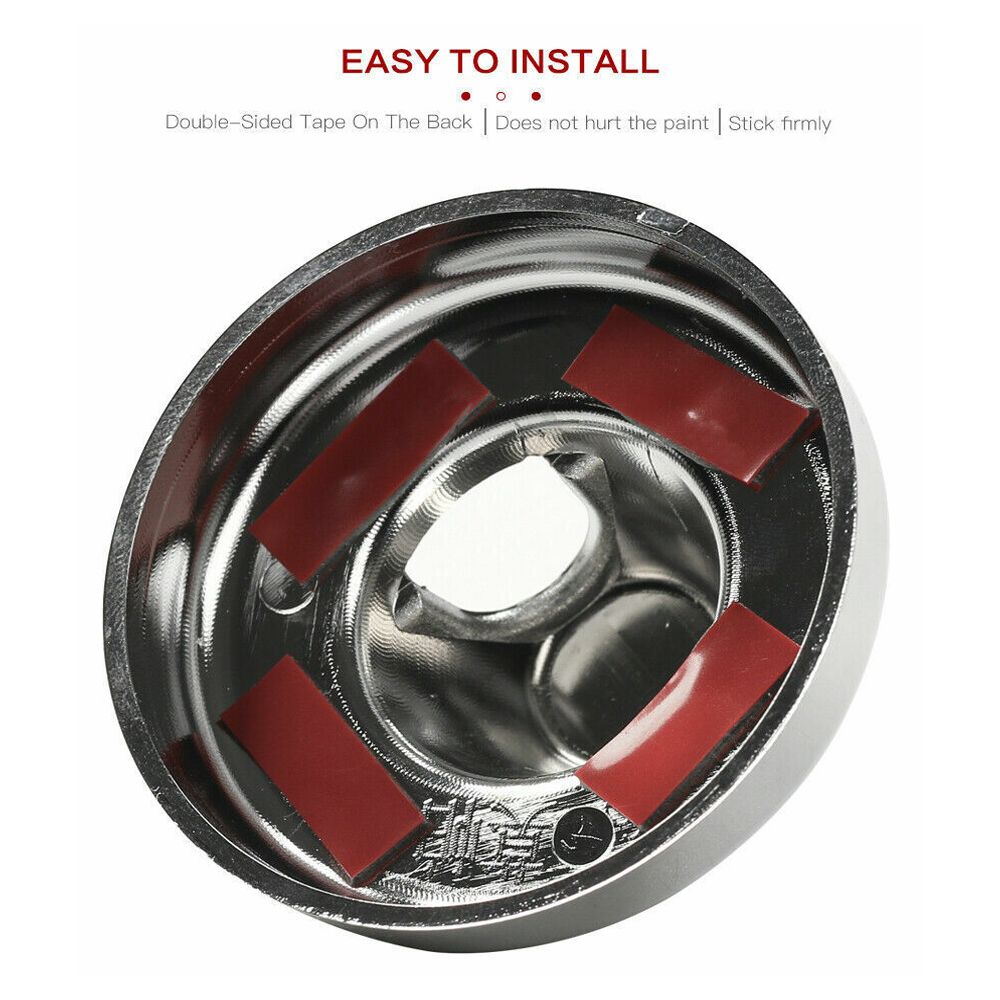 EASY TO INSTALL
Double-Sided Tape On The Back | Does not hurt the paint | Stick firmly